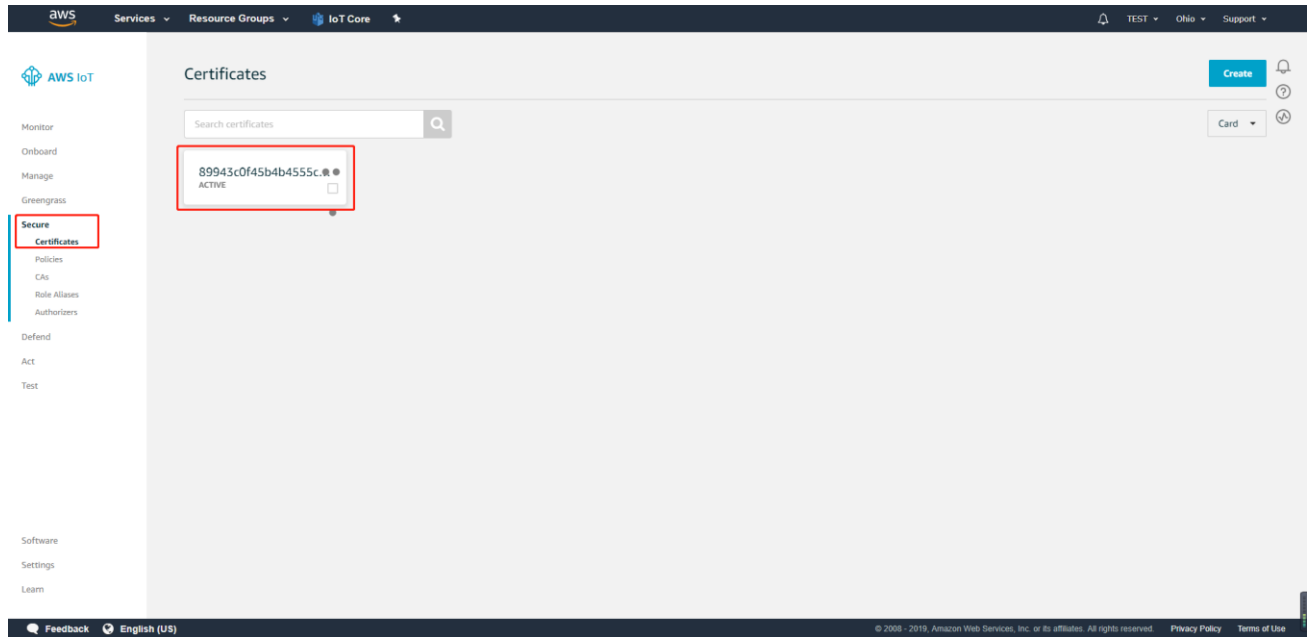 aws Services Resource Groups IoT Core TEST Ohio Support
AWS IoT
Monitor
Onboard
Manage
Greengrass
Secure
Certificates
Policies
CAs
Role Aliases
Authorizers
Defend
Act
Test
Software
Settings
Learn
Certificates
Create
Search certificates
Card
89943c0f45b4b4555c...
ACTIVE
Feedback English (US) © 2008 - 2019, Amazon Web Services, Inc. or its affiliates. All rights reserved. Privacy Policy Terms of Use